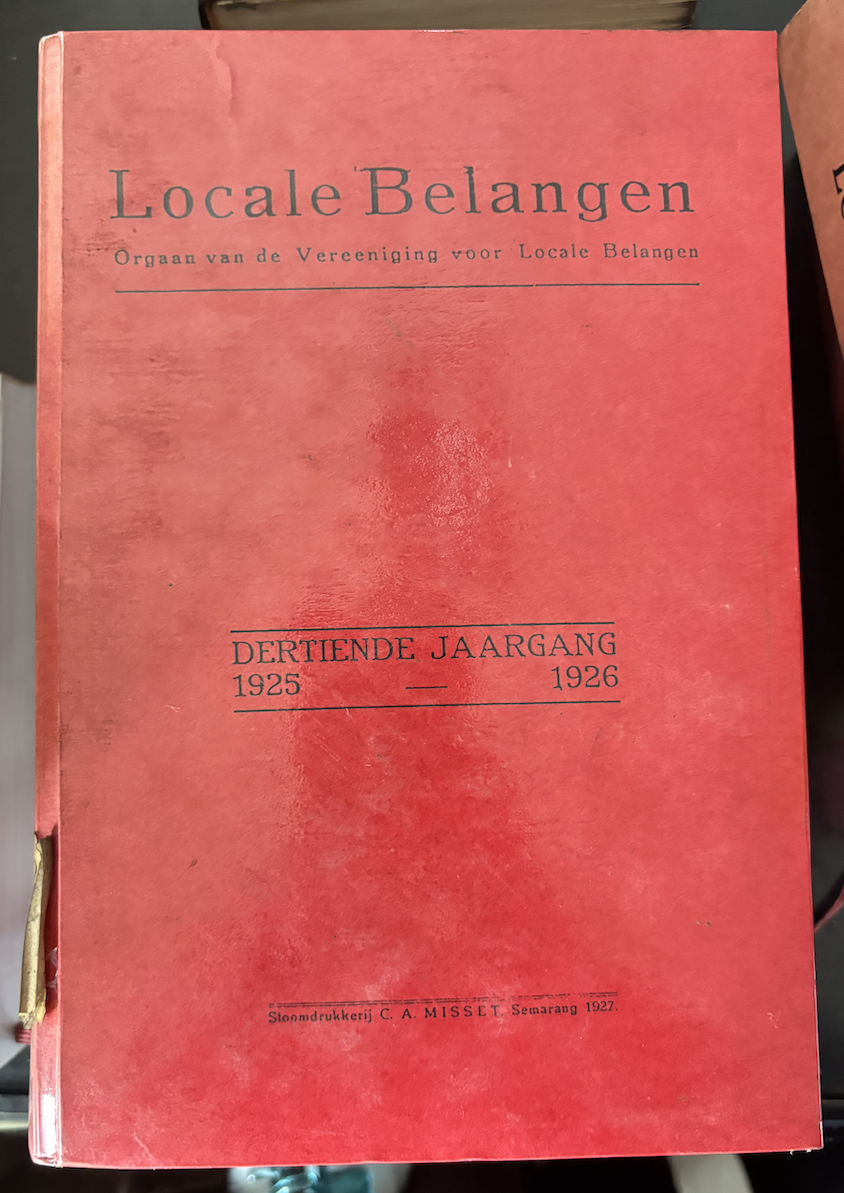 Locale Belangen
Orgaan van de Vereeniging voor Locale Belangen
DERTIENDE JAARGANG
1925 — 1926
Stoomdrukkerij C. A. MISSET, Semarang 1927.